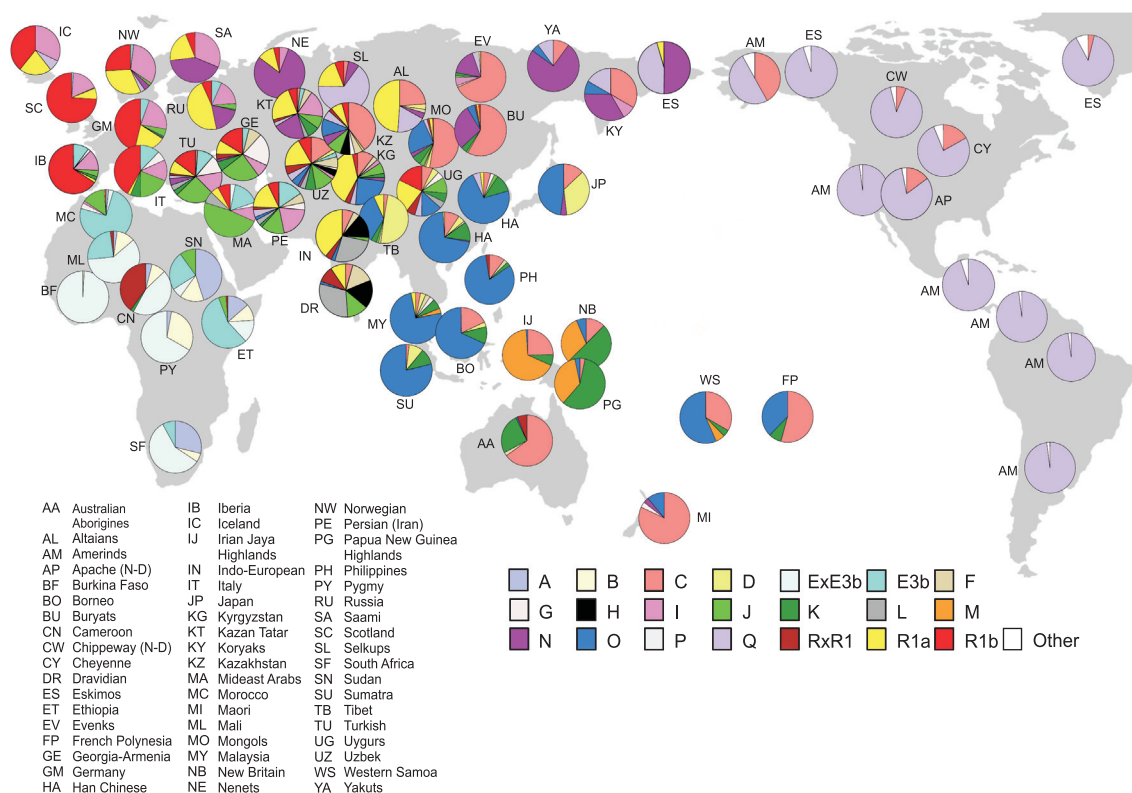 IC
NW
SA
NE
SL
AL
EV
YA
ES
AM
ES
CW
ES
SC
RU
KT
MO
BU
KY
GM
GE
KZ
CY
IB
TU
KG
UG
JP
AM
AP
IT
UZ
MC
MA
PE
IN
TB
HA
HA
ML
SN
BF
CN
DR
PH
AM
ET
MY
IJ
NB
AM
PY
BO
AM
SU
PG
WS
FP
SF
AA
AM
MI
AA Australian
Aborigines
AL Altaians
AM Amerinds
AP Apache (N-D)
BF Burkina Faso
BO Borneo
BU Buryats
CN Cameroon
CW Chippeway (N-D)
CY Cheyenne
DR Dravidian
ES Eskimos
ET Ethiopia
EV Evenks
FP French Polynesia
GE Georgia-Armenia
GM Germany
HA Han Chinese
IB Iberia
IC Iceland
IJ Irian Jaya
Highlands
IN Indo-European
IT Italy
JP Japan
KG Kyrgyzstan
KT Kazan Tatar
KY Koryaks
KZ Kazakhstan
MA Mideast Arabs
MC Morocco
MI Maori
ML Mali
MO Mongols
MY Malaysia
NB New Britain
NE Nenets
NW Norwegian
PE Persian (Iran)
PG Papua New Guinea
Highlands
PH Philippines
PY Pygmy
RU Russia
SA Saami
SC Scotland
SL Selkups
SF South Africa
SN Sudan
SU Sumatra
TB Tibet
TU Turkish
UG Uygurs
UZ Uzbek
WS Western Samoa
YA Yakuts
A B C D ExE3b E3b F
G H I J K L M
N O P Q RxR1 R1a R1b Other